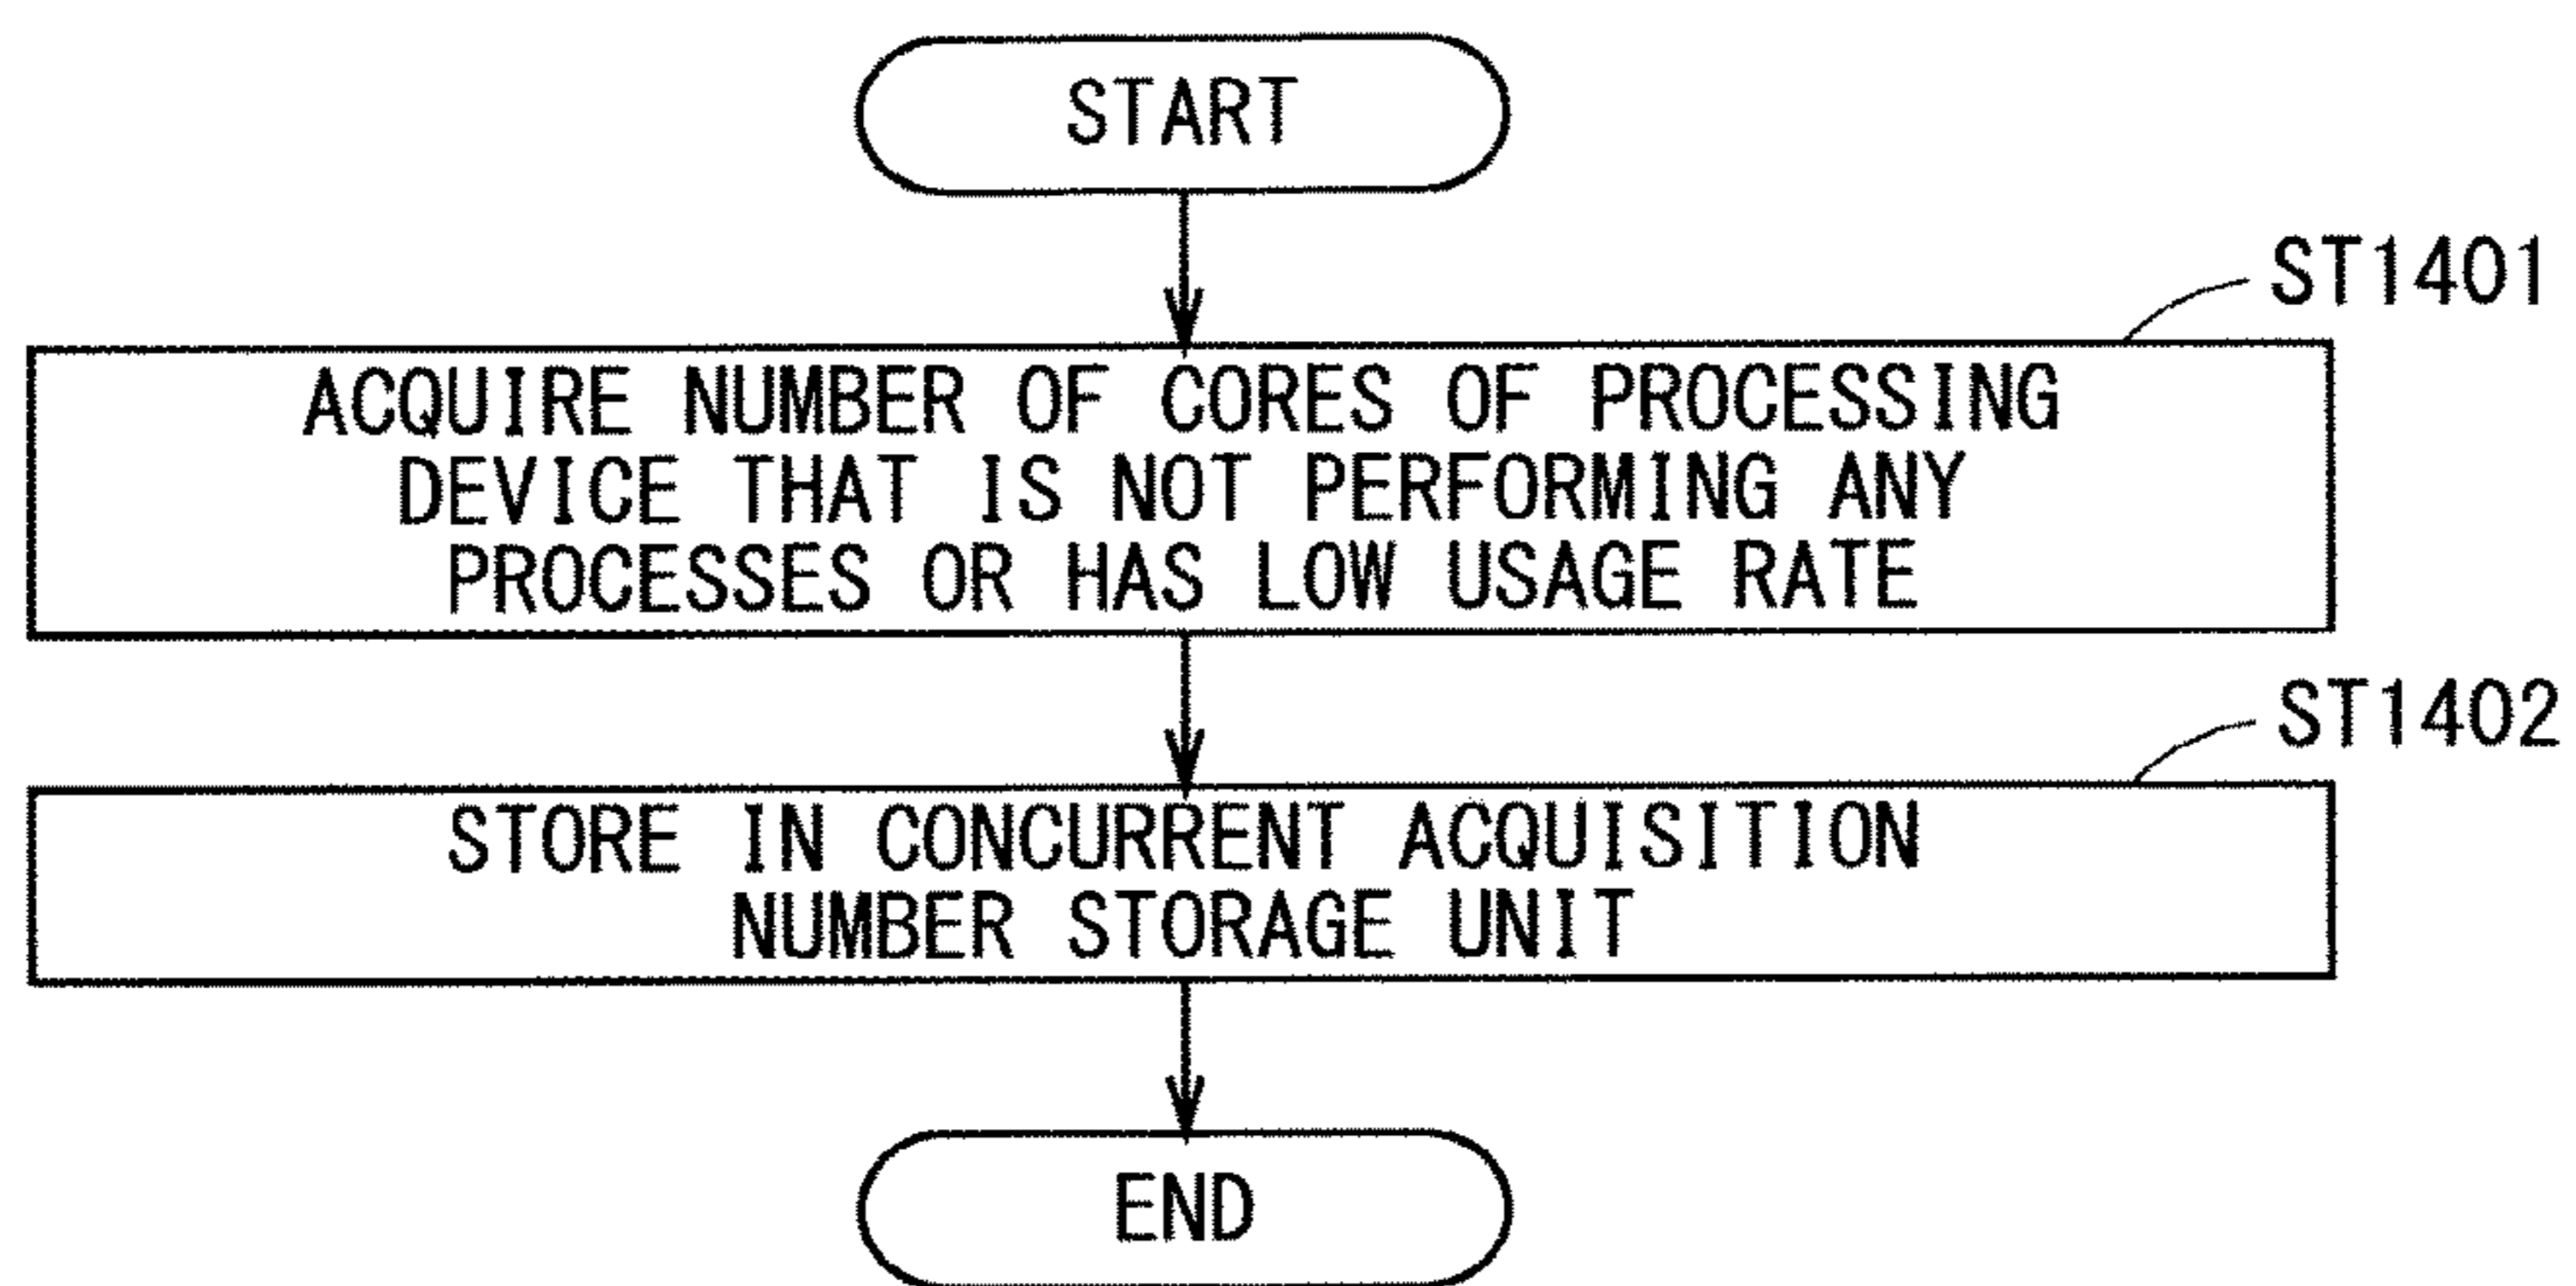 START
ST1401
ACQUIRE NUMBER OF CORES OF PROCESSING
DEVICE THAT IS NOT PERFORMING ANY
PROCESSES OR HAS LOW USAGE RATE
ST1402
STORE IN CONCURRENT ACQUISITION
NUMBER STORAGE UNIT
END